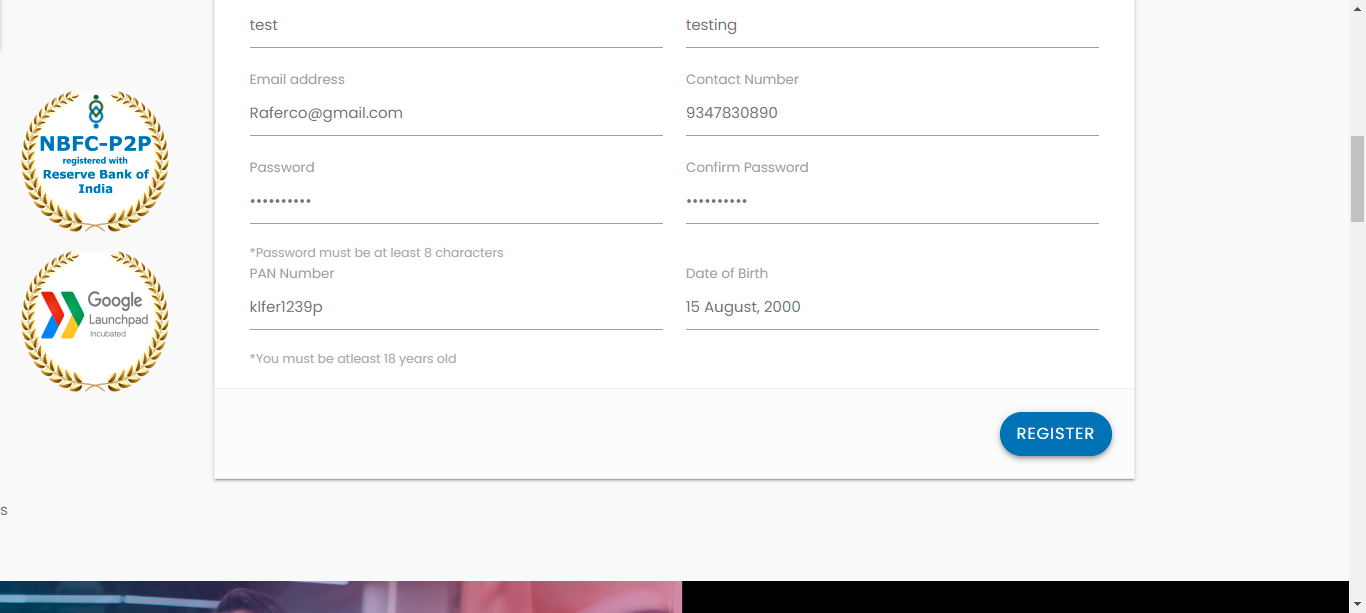 test
testing
Email address
Contact Number
Raferco@gmail.com
9347830890
Password
Confirm Password
••••••••••
••••••••••
*Password must be at least 8 characters
PAN Number
Date of Birth
klfer1239p
15 August, 2000
*You must be atleast 18 years old
REGISTER
NBFC-P2P
registered with
Reserve Bank of
India
Google
Launchpad
Incubated
s